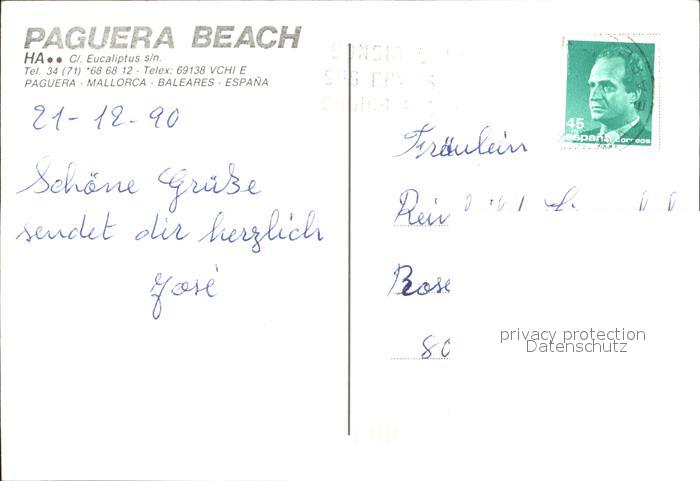 PAGUERA BEACH
HA•• C/. Eucaliptus s/n.
Tel. 34 (71) *68 68 12 - Telex: 69138 VCHI E
PAGUERA - MALLORCA - BALEARES - ESPAÑA
21-12-90
Schöne Grüße
sendet dir herzlich
José
45
españa correos
Fräulein
Rein
Rose
80
privacy protection
Datenschutz